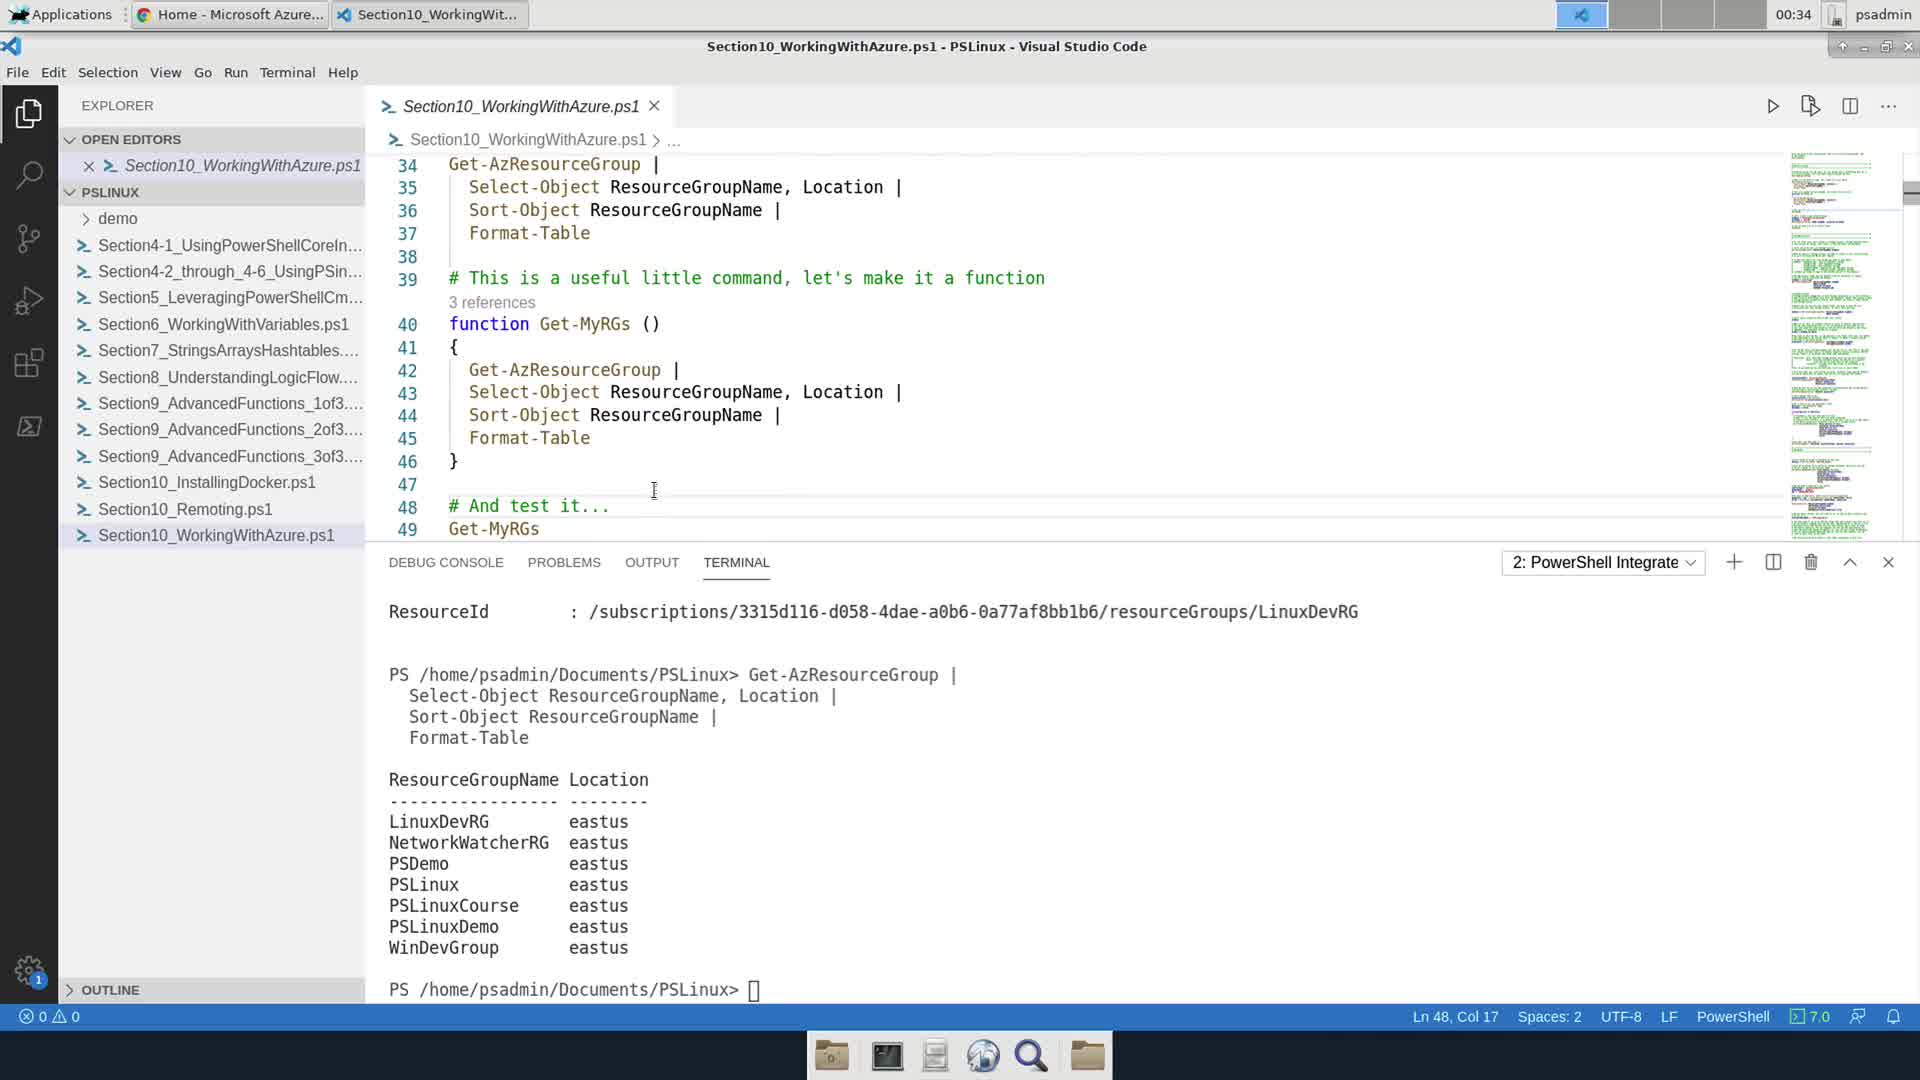 Applications
Home - Microsoft Azure...
Section10_WorkingWit...
00:34
psadmin
Section10_WorkingWithAzure.ps1 - PSLinux - Visual Studio Code
File Edit Selection View Go Run Terminal Help
EXPLORER
OPEN EDITORS
Section10_WorkingWithAzure.ps1
PSLINUX
demo
Section4-1_UsingPowerShellCoreIn...
Section4-2_through_4-6_UsingPSin...
Section5_LeveragingPowerShellCm...
Section6_WorkingWithVariables.ps1
Section7_StringsArraysHashtables....
Section8_UnderstandingLogicFlow....
Section9_AdvancedFunctions_1of3....
Section9_AdvancedFunctions_2of3....
Section9_AdvancedFunctions_3of3....
Section10_InstallingDocker.ps1
Section10_Remoting.ps1
Section10_WorkingWithAzure.ps1
OUTLINE
1
Section10_WorkingWithAzure.ps1
Section10_WorkingWithAzure.ps1 > ...
34 Get-AzResourceGroup |
35 Select-Object ResourceGroupName, Location |
36 Sort-Object ResourceGroupName |
37 Format-Table
38
39 # This is a useful little command, let's make it a function
3 references
40 function Get-MyRGs ()
41 {
42 Get-AzResourceGroup |
43 Select-Object ResourceGroupName, Location |
44 Sort-Object ResourceGroupName |
45 Format-Table
46 }
47
48 # And test it...
49 Get-MyRGs
DEBUG CONSOLE PROBLEMS OUTPUT TERMINAL
2: PowerShell Integrate
ResourceId : /subscriptions/3315d116-d058-4dae-a0b6-0a77af8bb1b6/resourceGroups/LinuxDevRG
PS /home/psadmin/Documents/PSLinux> Get-AzResourceGroup |
Select-Object ResourceGroupName, Location |
Sort-Object ResourceGroupName |
Format-Table
ResourceGroupName Location
----------------- --------
LinuxDevRG eastus
NetworkWatcherRG eastus
PSDemo eastus
PSLinux eastus
PSLinuxCourse eastus
PSLinuxDemo eastus
WinDevGroup eastus
PS /home/psadmin/Documents/PSLinux>
0 0
Ln 48, Col 17 Spaces: 2 UTF-8 LF PowerShell 7.0